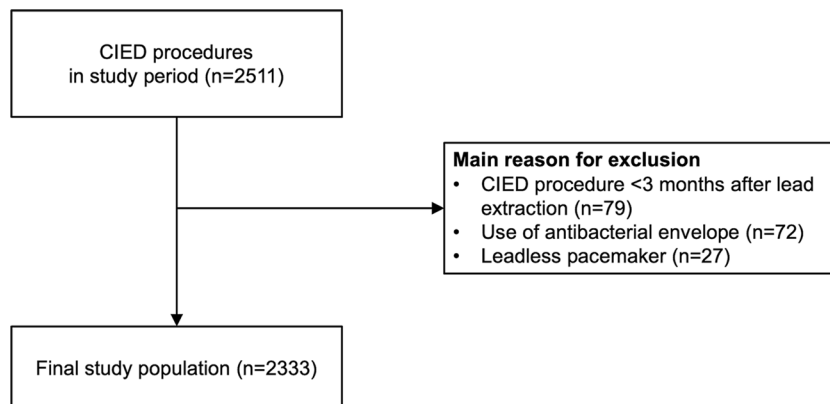 CIED procedures
in study period (n=2511)
Main reason for exclusion
• CIED procedure <3 months after lead
extraction (n=79)
• Use of antibacterial envelope (n=72)
• Leadless pacemaker (n=27)
Final study population (n=2333)